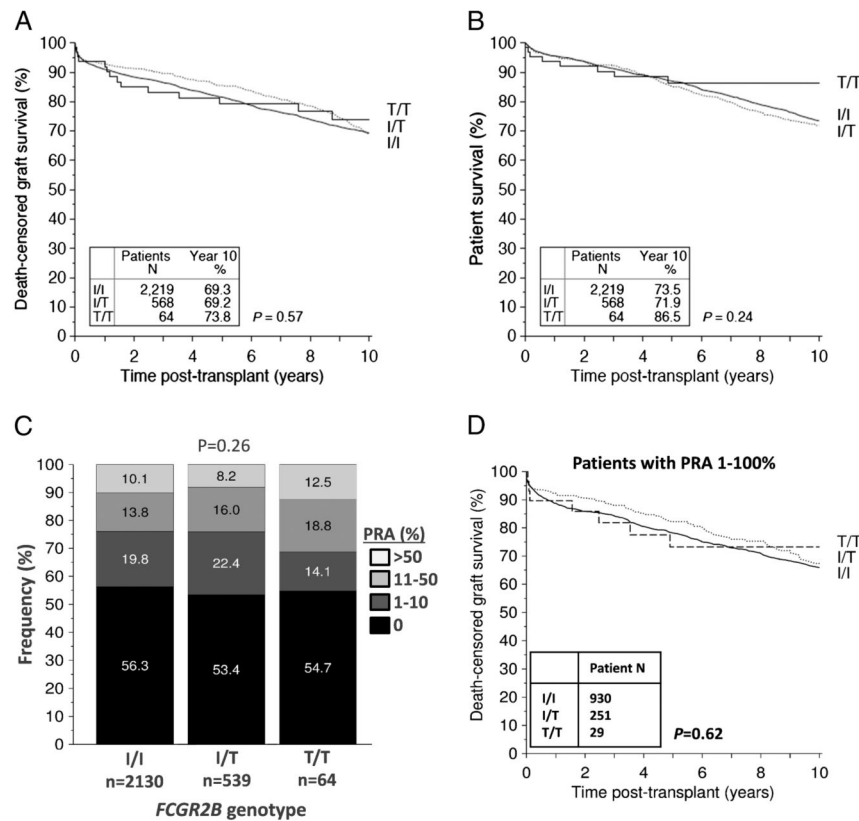 A
100
90
80
70
60
50
40
30
20
10
0
Death-censored graft survival (%)
T/T
I/T
I/I
Patients Year 10
N %
I/I 2,219 69.3
I/T 568 69.2
T/T 64 73.8
P = 0.57
0 2 4 6 8 10
Time post-transplant (years)
B
100
90
80
70
60
50
40
30
20
10
0
Patient survival (%)
T/T
I/I
I/T
Patients Year 10
N %
I/I 2,219 73.5
I/T 568 71.9
T/T 64 86.5
P = 0.24
0 2 4 6 8 10
Time post-transplant (years)
C
P=0.26
100
90
80
70
60
50
40
30
20
10
0
Frequency (%)
10.1 8.2 12.5
13.8 16.0 18.8
19.8 22.4 14.1
56.3 53.4 54.7
PRA (%)
>50
11-50
1-10
0
I/I I/T T/T
n=2130 n=539 n=64
FCGR2B genotype
D
Patients with PRA 1-100%
100
90
80
70
60
50
40
30
20
10
0
Death-censored graft survival (%)
T/T
I/T
I/I
Patient N
I/I 930
I/T 251
T/T 29
P=0.62
0 2 4 6 8 10
Time post-transplant (years)